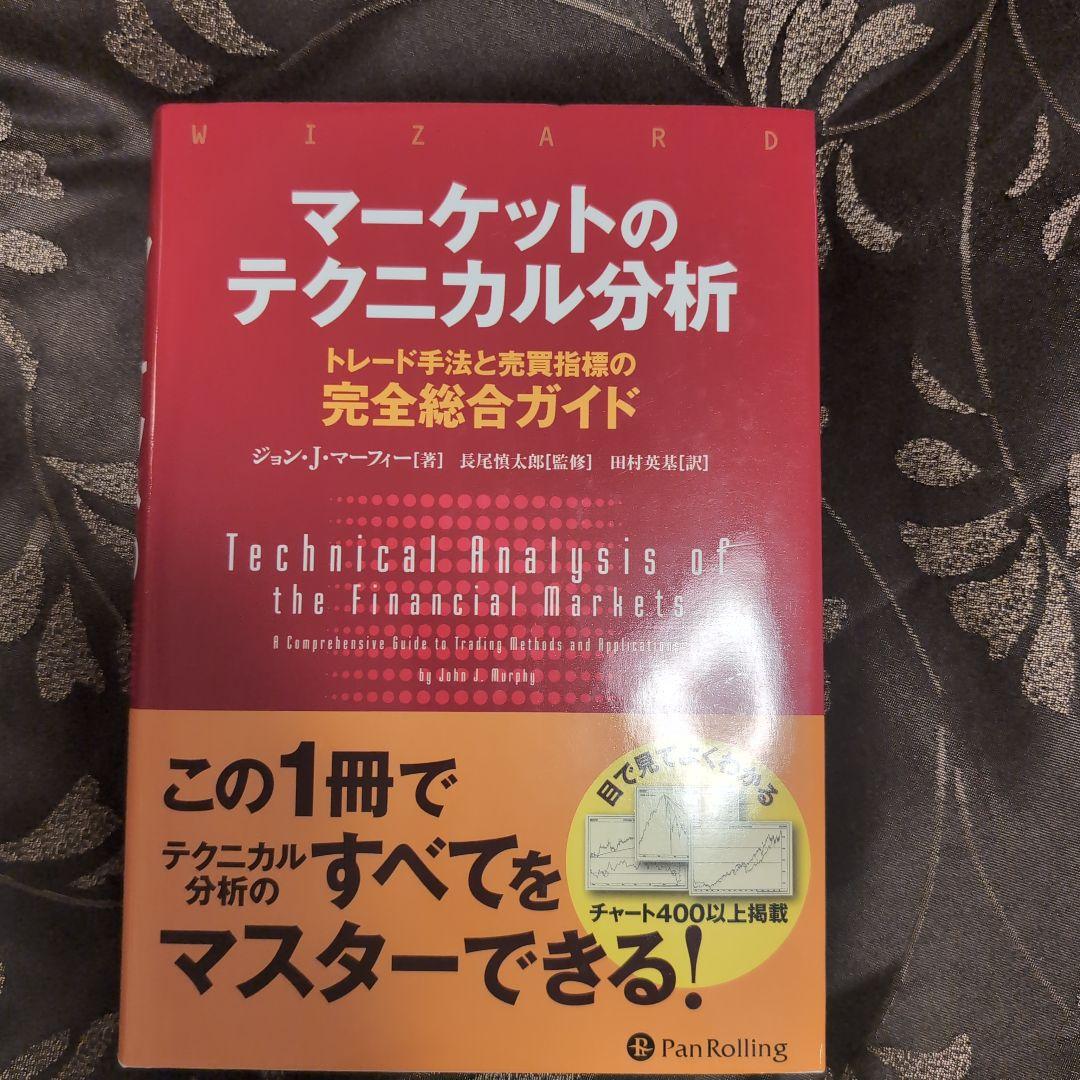 WIZARD
マーケットの
テクニカル分析
トレード手法と売買指標の
完全総合ガイド
ジョン・J・マーフィー[著] 長尾慎太郎[監修] 田村英基[訳]
Technical Analysis of
the Financial Markets
A Comprehensive Guide to Trading Methods and Applications
by John J. Murphy
この1冊で
テクニカル
分析の
すべてを
マスターできる!
目で見てよくわかる
チャート400以上掲載
PanRolling